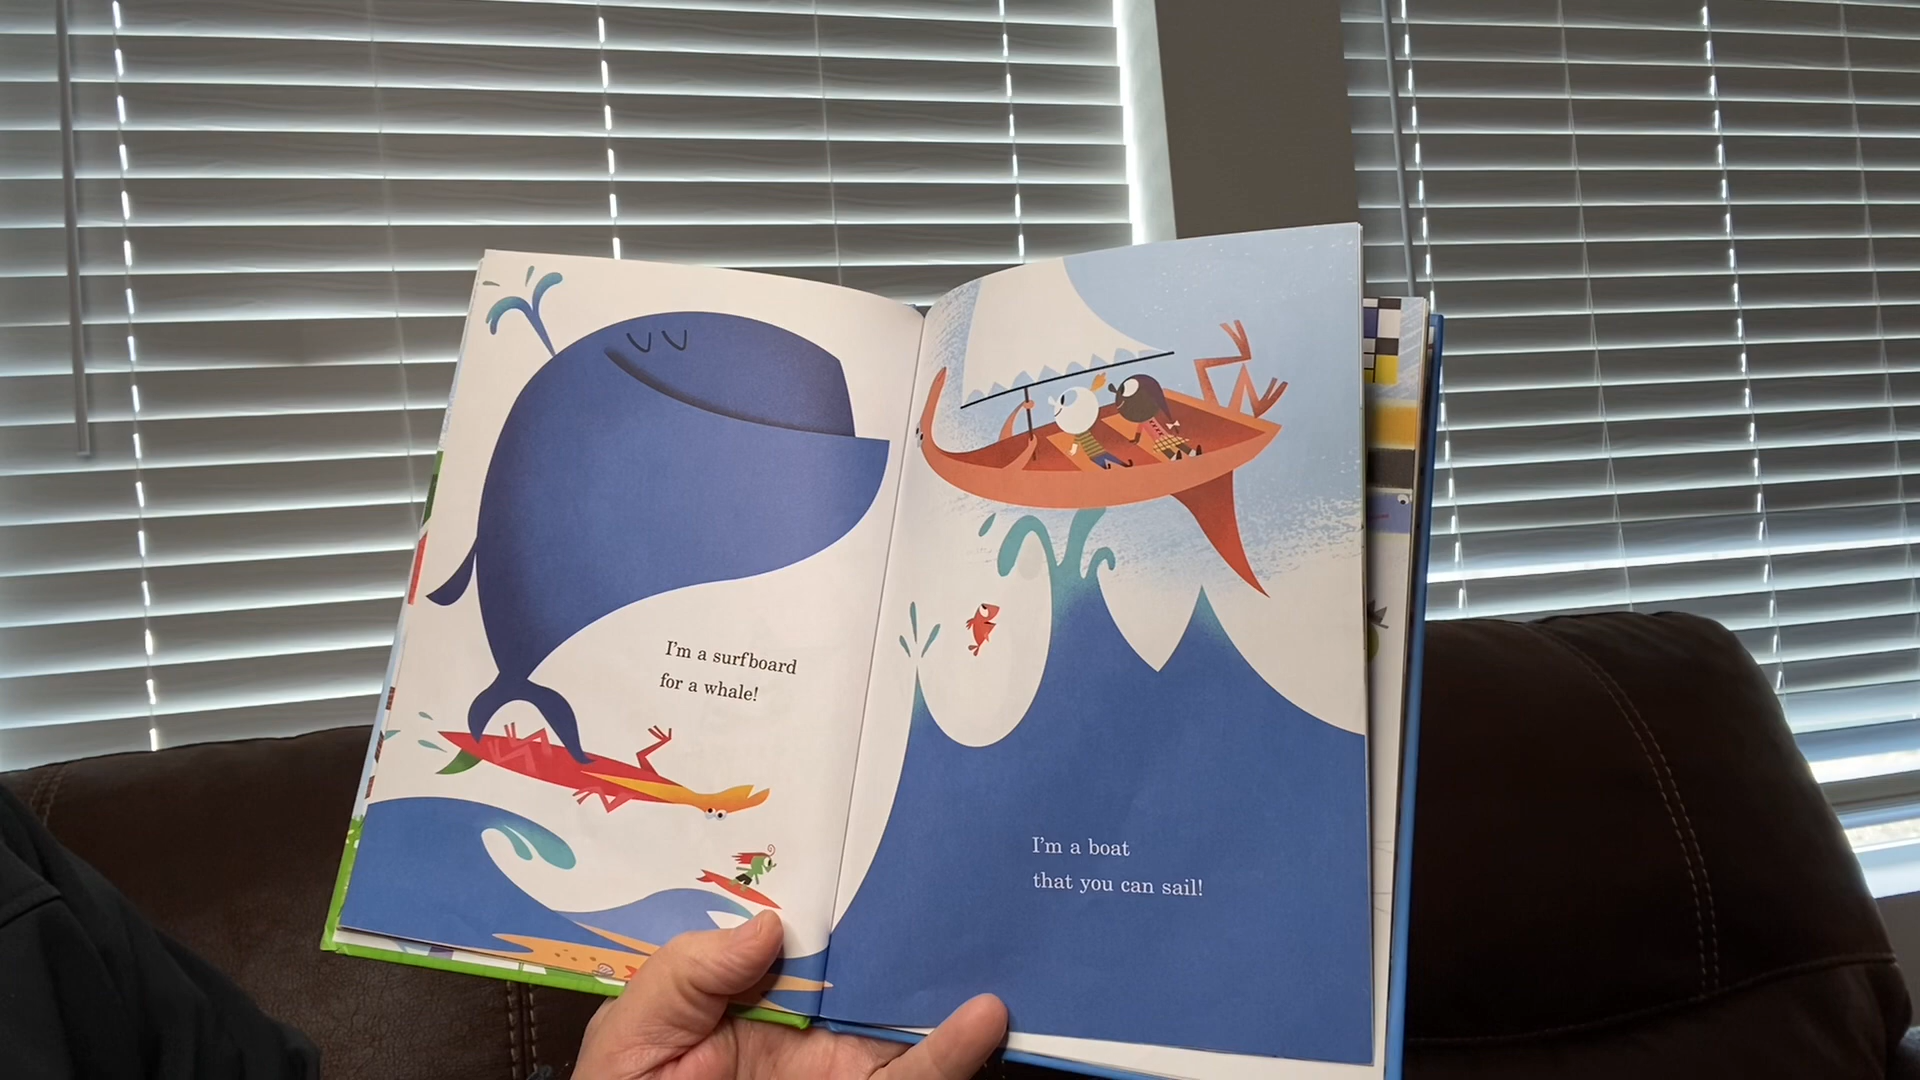 I'm a surfboard
for a whale!
I'm a boat
that you can sail!